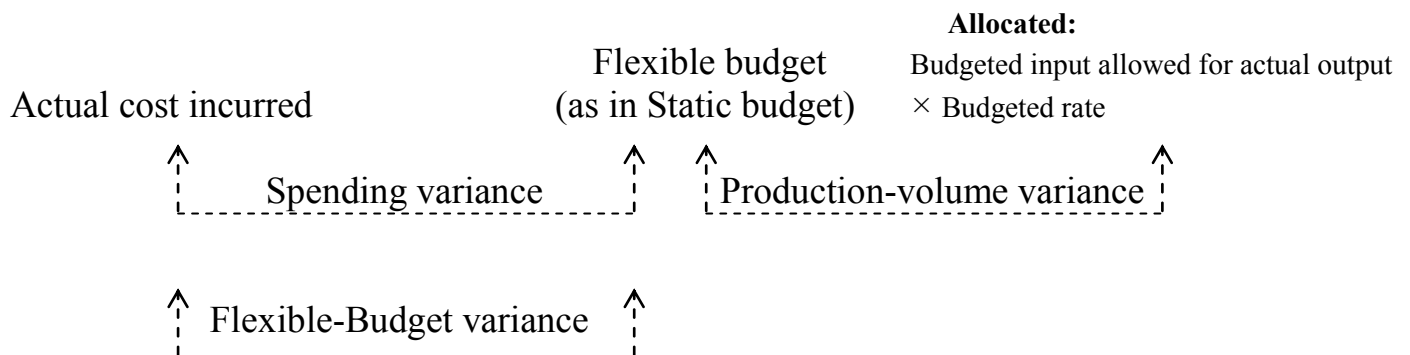 Allocated:
Flexible budget
Budgeted input allowed for actual output
Actual cost incurred
(as in Static budget)
× Budgeted rate
Spending variance
Production-volume variance
Flexible-Budget variance